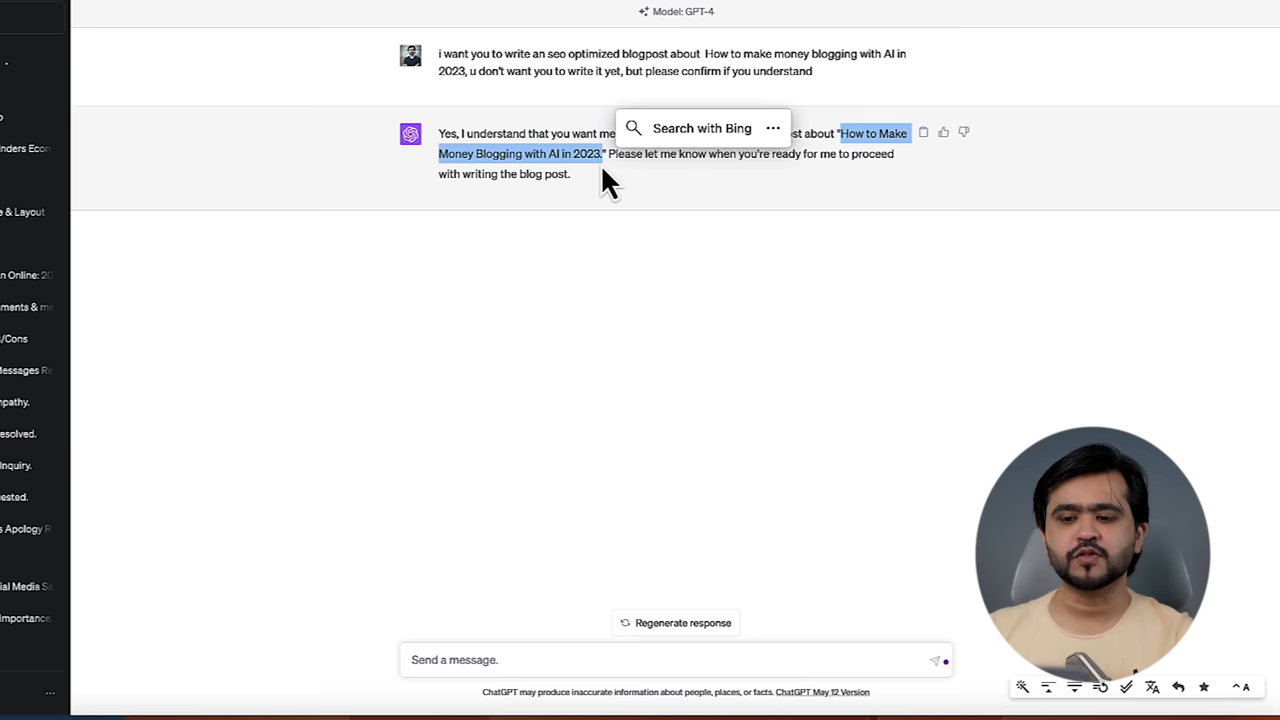 Model: GPT-4
i want you to write an seo optimized blogpost about How to make money blogging with AI in
2023, u don't want you to write it yet, but please confirm if you understand
Search with Bing
Yes, I understand that you want me st about "How to Make
Money Blogging with AI in 2023." Please let me know when you're ready for me to proceed
with writing the blog post.
inders Econ
e & Layout
n Online: 20
ments & m
s/Cons
Messages Re
mpathy.
esolved.
Inquiry.
ested.
s Apology R
ial Media S
Importance.
Regenerate response
Send a message.
ChatGPT may produce inaccurate information about people, places, or facts. ChatGPT May 12 Version
A